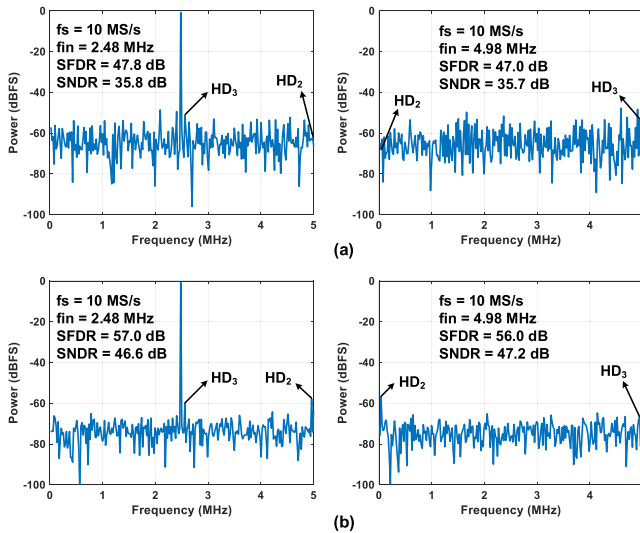 fs = 10 MS/s
fin = 2.48 MHz
SFDR = 47.8 dB
SNDR = 35.8 dB
HD3
HD2
Power (dBFS)
0
-20
-40
-60
-80
-100
0 1 2 3 4 5
Frequency (MHz)
fs = 10 MS/s
fin = 4.98 MHz
SFDR = 47.0 dB
SNDR = 35.7 dB
HD2
HD3
Power (dBFS)
0
-20
-40
-60
-80
-100
0 1 2 3 4
Frequency (MHz)
(a)
fs = 10 MS/s
fin = 2.48 MHz
SFDR = 57.0 dB
SNDR = 46.6 dB
HD3
HD2
Power (dBFS)
0
-20
-40
-60
-80
-100
0 1 2 3 4 5
Frequency (MHz)
fs = 10 MS/s
fin = 4.98 MHz
SFDR = 56.0 dB
SNDR = 47.2 dB
HD2
HD3
Power (dBFS)
0
-20
-40
-60
-80
-100
0 1 2 3 4
Frequency (MHz)
(b)